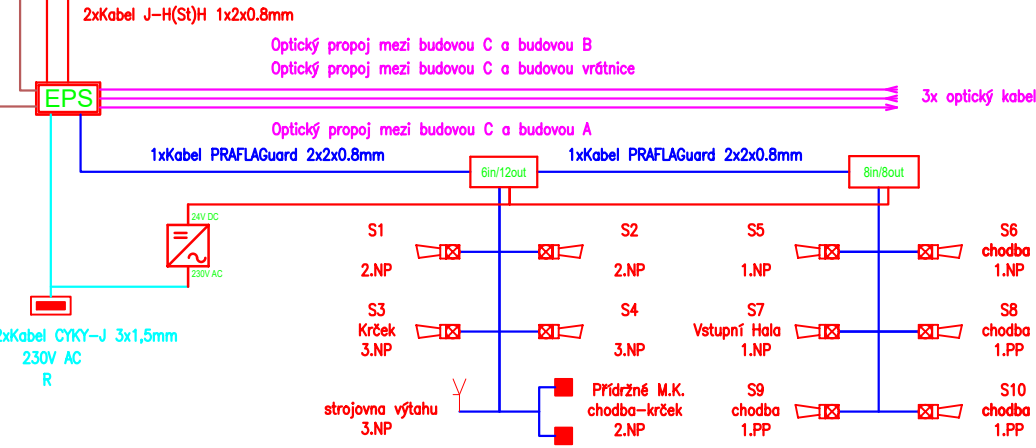 2xKabel J-H(St)H 1x2x0.8mm
Optický propoj mezi budovou C a budovou B
Optický propoj mezi budovou C a budovou vrátnice
EPS
3x optický kabel
Optický propoj mezi budovou C a budovou A
1xKabel PRAFLAGuard 2x2x0.8mm
1xKabel PRAFLAGuard 2x2x0.8mm
6in/12out
8in/8out
24V DC
230V AC
S1
2.NP
S2
2.NP
S5
1.NP
S6
chodba
1.NP
S3
Krček
3.NP
S4
3.NP
S7
Vstupní Hala
1.NP
S8
chodba
1.PP
2xKabel CYKY-J 3x1,5mm
230V AC
R
strojovna výtahu
3.NP
Přídržné M.K.
chodba-krček
2.NP
S9
chodba
1.PP
S10
chodba
1.PP